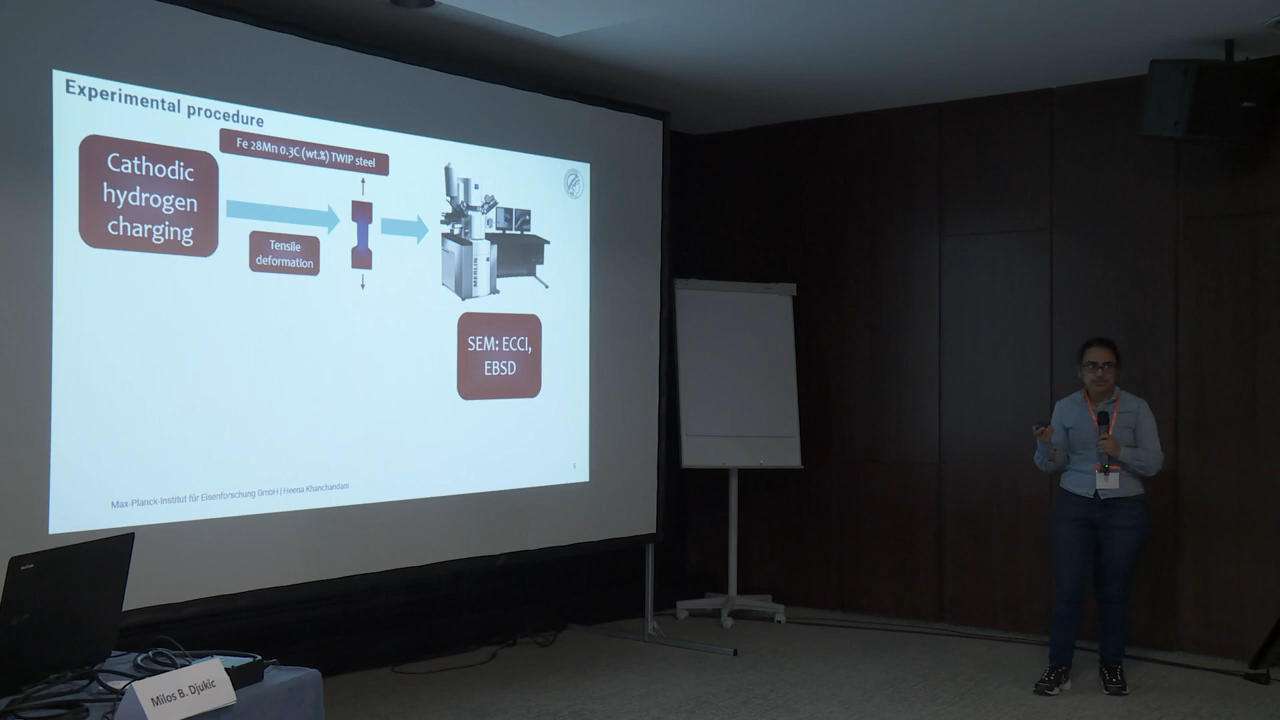 Experimental procedure
Fe 28Mn 0.3C (wt.%) TWIP steel
Cathodic
hydrogen
charging
Tensile
deformation
MERLIN
SEM: ECCI,
EBSD
Max-Planck-Institut für Eisenforschung GmbH | Heena Khanchandani
Milos B. Djukic